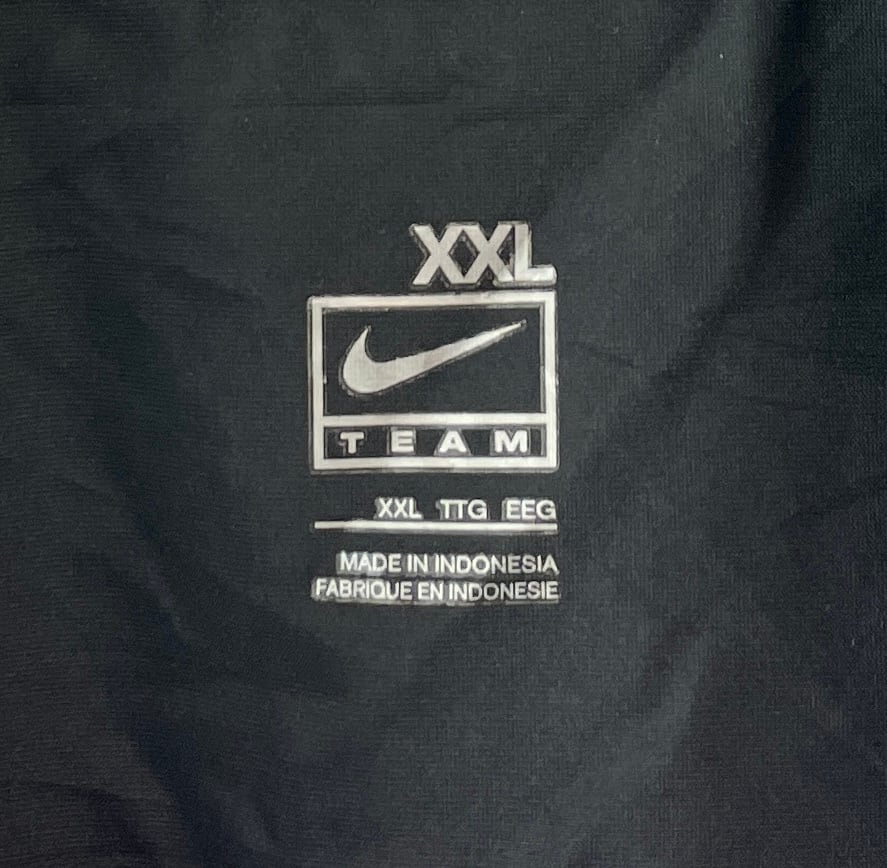 XXL
TEAM
XXL TTG EEG
MADE IN INDONESIA
FABRIQUE EN INDONESIE